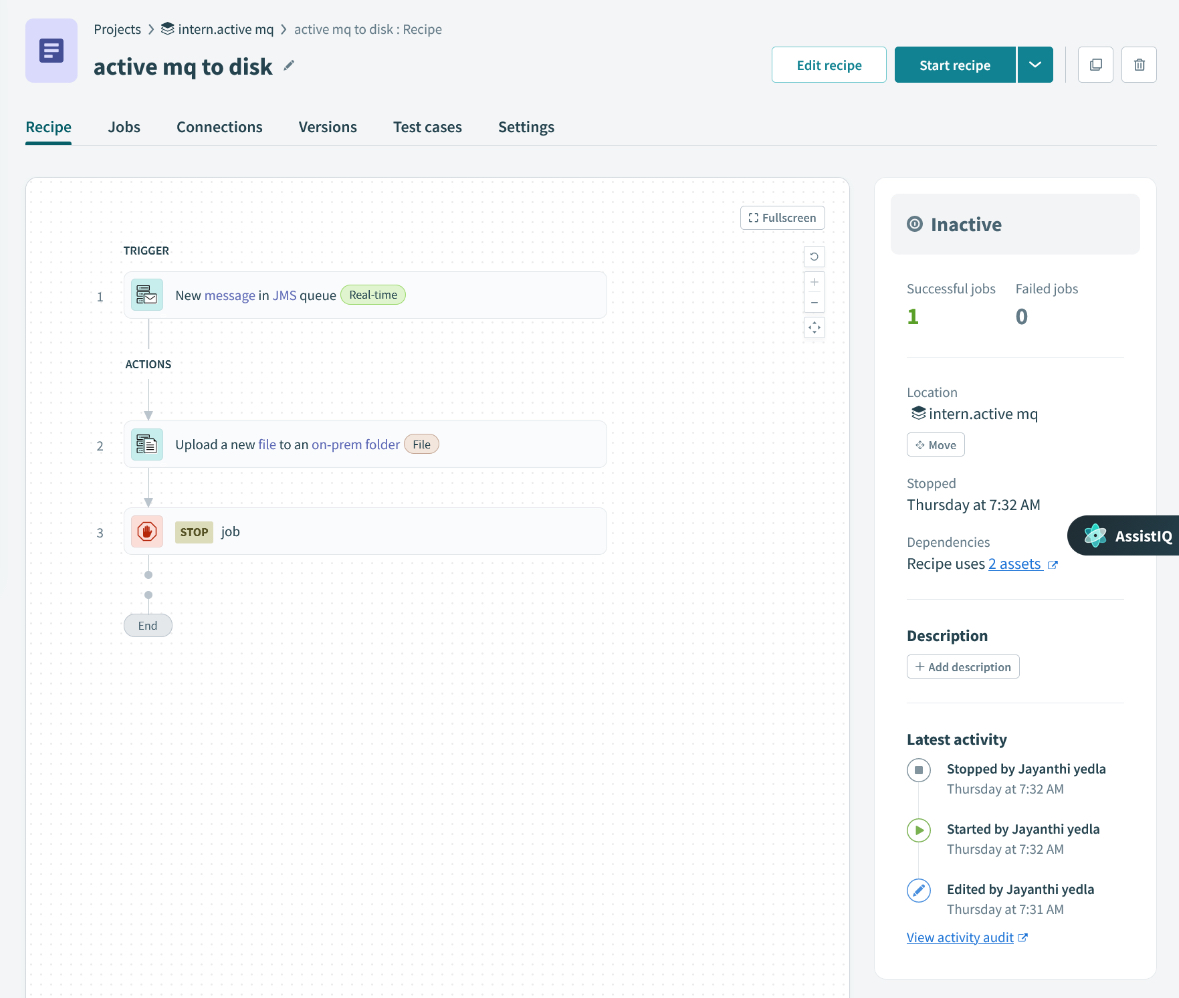 Projects > intern.active mq > active mq to disk : Recipe
active mq to disk
Edit recipe
Start recipe
Recipe
Jobs
Connections
Versions
Test cases
Settings
Fullscreen
TRIGGER
1
New message in JMS queue Real-time
ACTIONS
2
Upload a new file to an on-prem folder File
3
STOP job
End
Inactive
Successful jobs Failed jobs
1 0
Location
intern.active mq
Move
Stopped
Thursday at 7:32 AM
AssistIQ
Dependencies
Recipe uses 2 assets
Description
+ Add description
Latest activity
Stopped by Jayanthi yedla
Thursday at 7:32 AM
Started by Jayanthi yedla
Thursday at 7:32 AM
Edited by Jayanthi yedla
Thursday at 7:31 AM
View activity audit